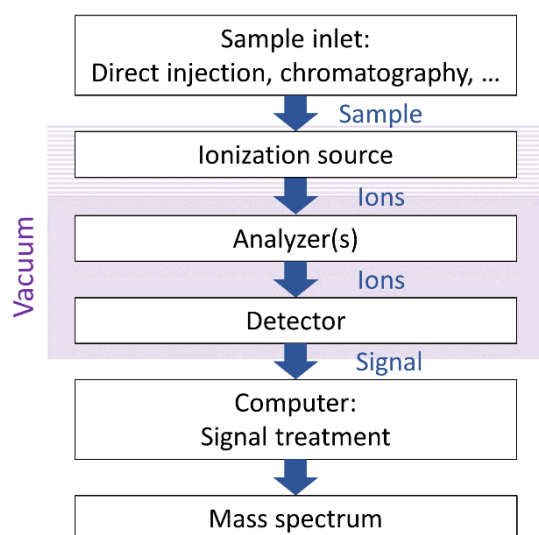 Sample inlet:
Direct injection, chromatography, ...
Sample
Ionization source
Ions
Analyzer(s)
Ions
Detector
Signal
Computer:
Signal treatment
Mass spectrum
Vacuum